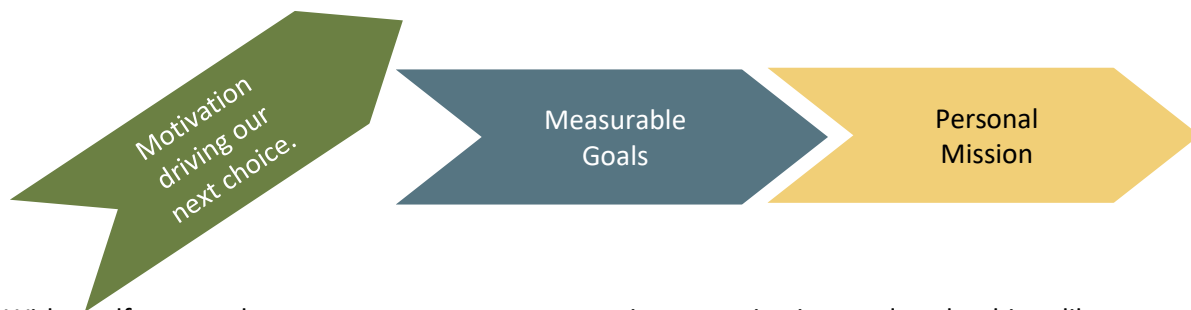 Motivation
driving our
next choice.
Measurable
Goals
Personal
Mission